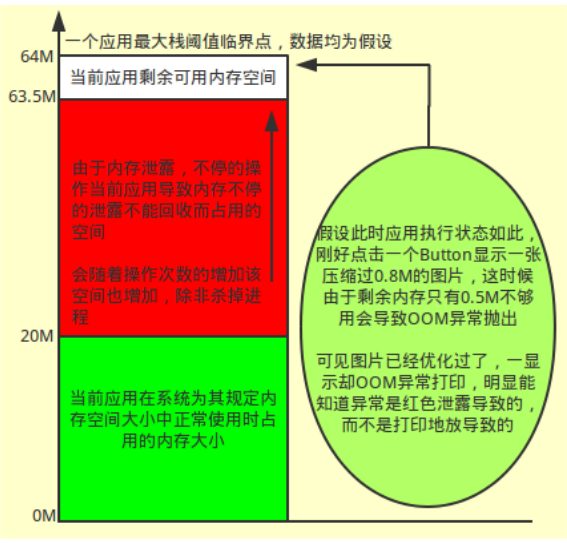 一个应用最大栈阈值临界点，数据均为假设
64M
当前应用剩余可用内存空间
63.5M
由于内存泄露，不停的操
作当前应用导致内存不停
的泄露不能回收而占用的
空间
会随着操作次数的增加该
空间也增加，除非杀掉进
程
20M
当前应用在系统为其规定内
存空间大小中正常使用时占
用的内存大小
0M
假设此时应用执行状态如此，
刚好点击一个Button显示一张
压缩过0.8M的图片，这时候
由于剩余内存只有0.5M不够
用会导致OOM异常抛出
可见图片已经优化过了，一显
示却OOM异常打印，明显能
知道异常是红色泄露导致的，
而不是打印地放导致的